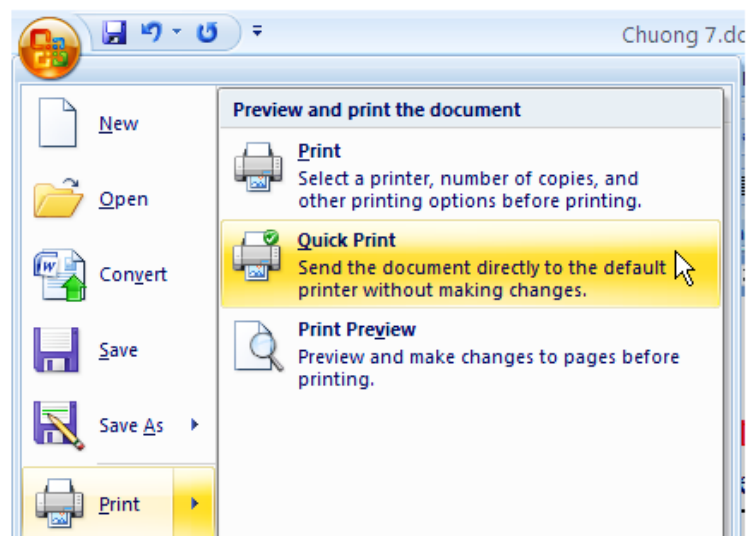 Chuong 7.do
New
Open
Convert
Save
Save As
Print
Preview and print the document
Print
Select a printer, number of copies, and
other printing options before printing.
Quick Print
Send the document directly to the default
printer without making changes.
Print Preview
Preview and make changes to pages before
printing.